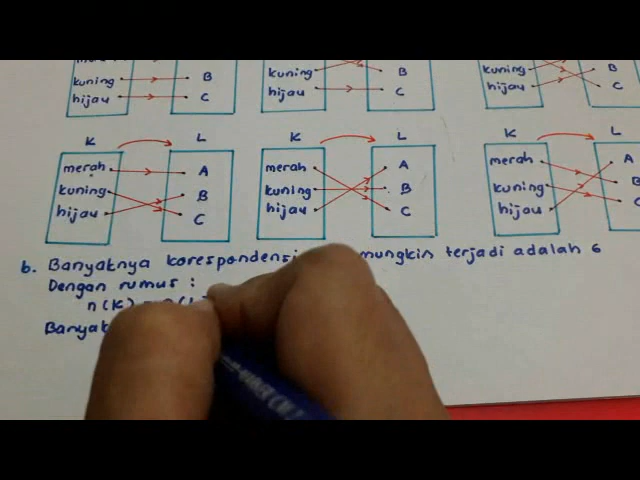 kuning B kuning B kuning B
hijau C hijau C hijau C
K L K L K L
merah A merah A merah A
kuning B kuning B kuning B
hijau C hijau C hijau C
b. Banyaknya korespondensi mungkin terjadi adalah 6
Dengan rumus :
n(K) =